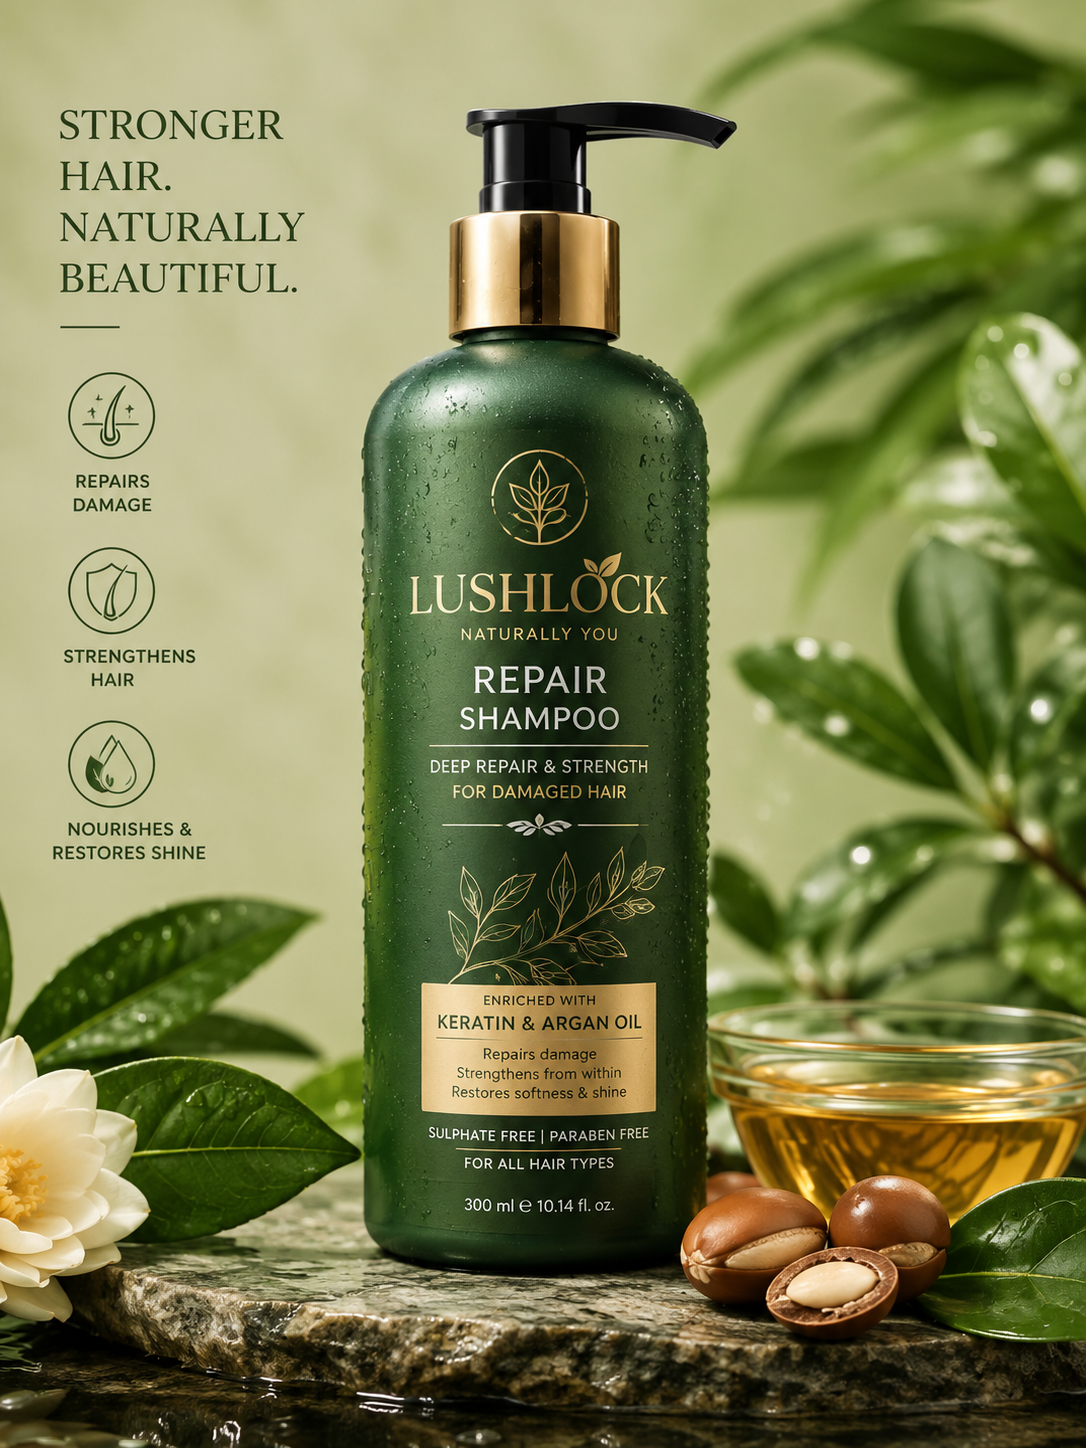 STRONGER
HAIR.
NATURALLY
BEAUTIFUL.
REPAIRS
DAMAGE
STRENGTHENS
HAIR
NOURISHES &
RESTORES SHINE
LUSHLOCK
NATURALLY YOU
REPAIR
SHAMPOO
DEEP REPAIR & STRENGTH
FOR DAMAGED HAIR
ENRICHED WITH
KERATIN & ARGAN OIL
Repairs damage
Strengthens from within
Restores softness & shine
SULPHATE FREE | PARABEN FREE
FOR ALL HAIR TYPES
300 ml ℮ 10.14 fl. oz.